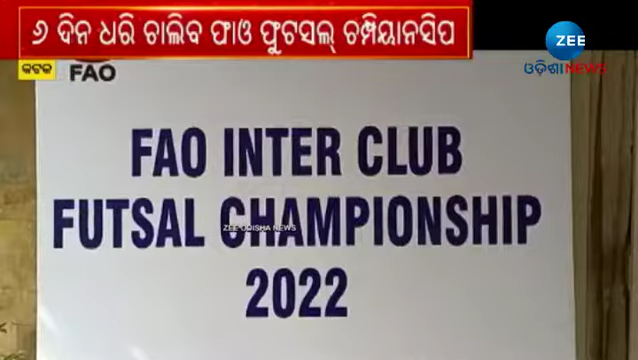 ୬ ଦିନ ଧରି ଚାଲିବ ଫାଓ ଫୁଟସଲ୍ ଚମ୍ପିୟାନସିପ
ZEE
ଓଡ଼ିଶା NEWS
କଟକ
FAO
FAO INTER CLUB
FUTSAL CHAMPIONSHIP
ZEE ODISHA NEWS
2022